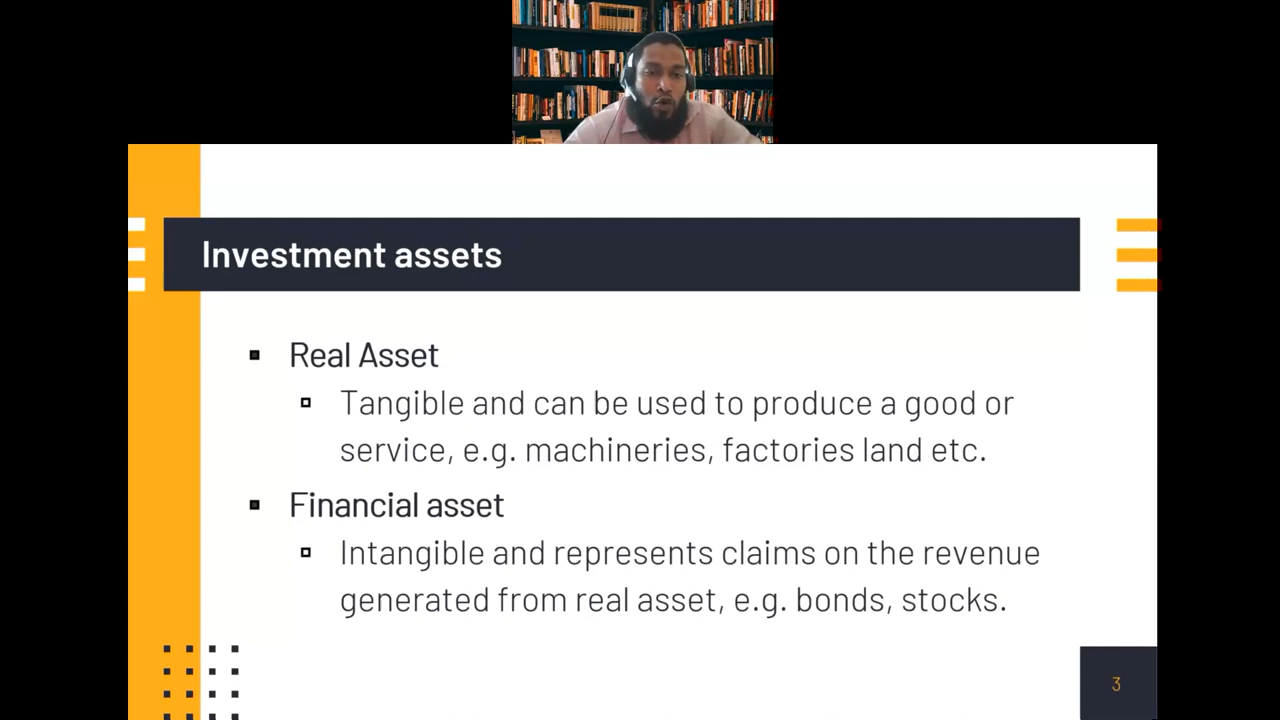 Investment assets
Real Asset
Tangible and can be used to produce a good or
service, e.g. machineries, factories land etc.
Financial asset
Intangible and represents claims on the revenue
generated from real asset, e.g. bonds, stocks.
3